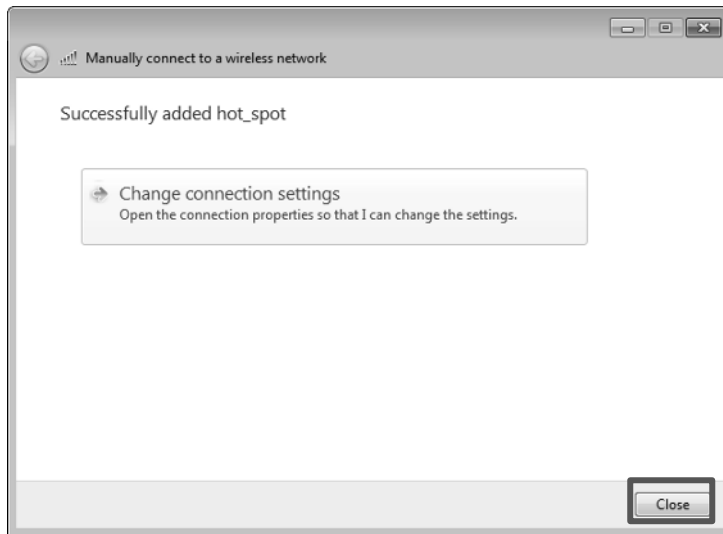 Manually connect to a wireless network
Successfully added hot_spot
Change connection settings
Open the connection properties so that I can change the settings.
Close